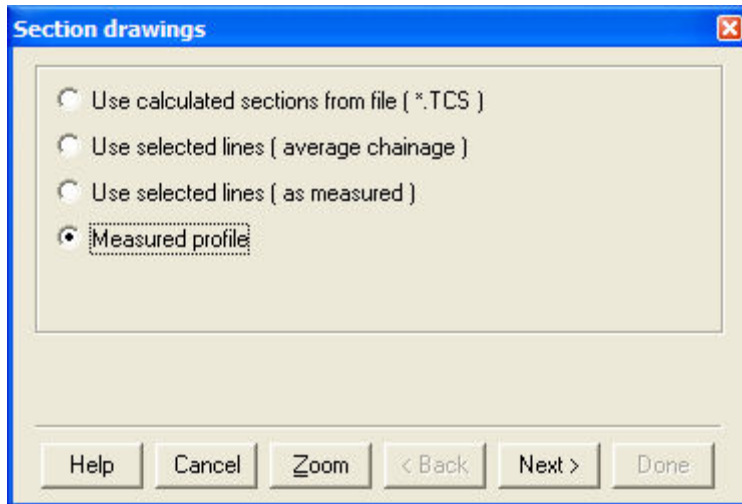 Section drawings
Use calculated sections from file ( *.TCS )
Use selected lines ( average chainage )
Use selected lines ( as measured )
Measured profile
Help Cancel Zoom < Back Next > Done